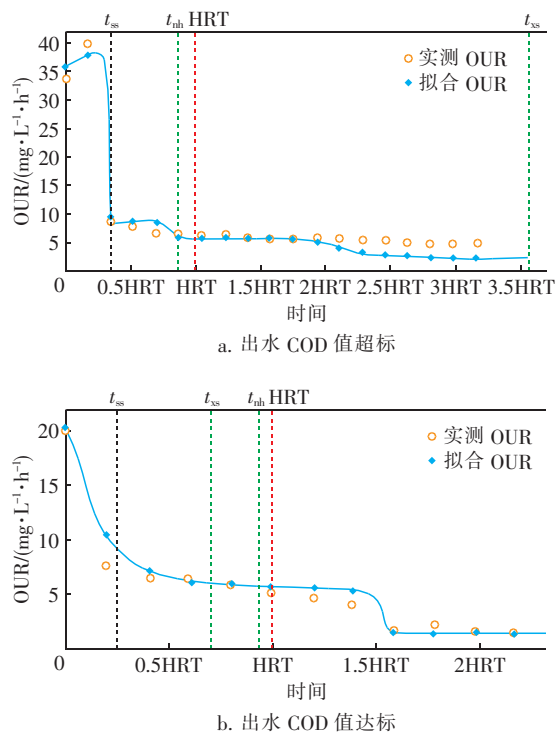 t_ss t_nh HRT t_xs
40
35
30
25
20
15
10
5
OUR/(mg·L⁻¹·h⁻¹)
实测 OUR
拟合 OUR
0 0.5HRT HRT 1.5HRT 2HRT 2.5HRT 3HRT 3.5HRT
时间
a. 出水 COD 值超标
t_ss t_xs t_nh HRT
20
15
10
5
OUR/(mg·L⁻¹·h⁻¹)
实测 OUR
拟合 OUR
0 0.5HRT HRT 1.5HRT 2HRT
时间
b. 出水 COD 值达标